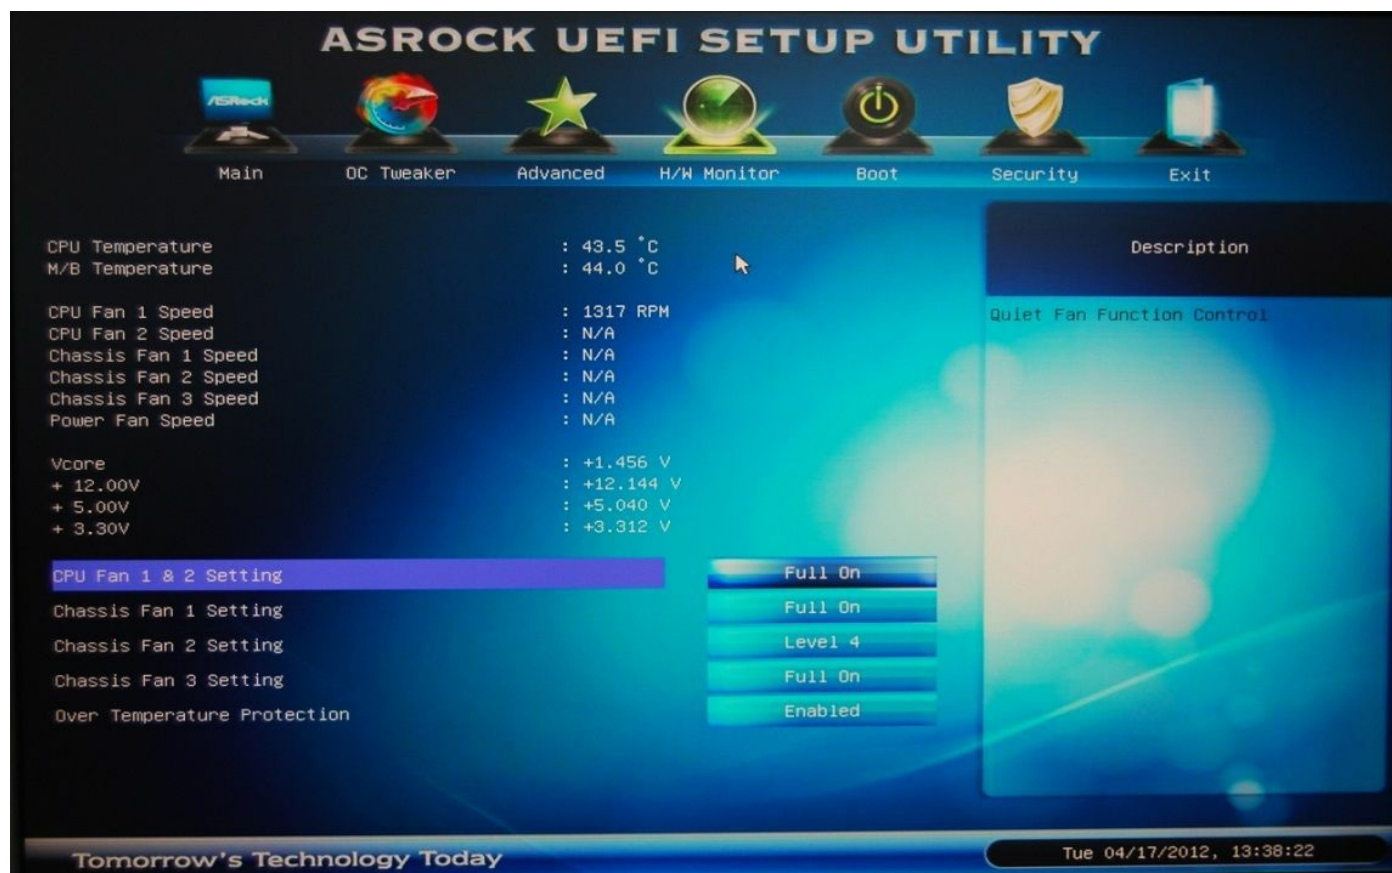 ASROCK UEFI SETUP UTILITY
ASRock
Main OC Tweaker Advanced H/W Monitor Boot Security Exit
CPU Temperature : 43.5 °C
M/B Temperature : 44.0 °C
Description
CPU Fan 1 Speed : 1317 RPM
Quiet Fan Function Control
CPU Fan 2 Speed : N/A
Chassis Fan 1 Speed : N/A
Chassis Fan 2 Speed : N/A
Chassis Fan 3 Speed : N/A
Power Fan Speed : N/A
Vcore : +1.456 V
+ 12.00V : +12.144 V
+ 5.00V : +5.040 V
+ 3.30V : +3.312 V
CPU Fan 1 & 2 Setting Full On
Chassis Fan 1 Setting Full On
Chassis Fan 2 Setting Level 4
Chassis Fan 3 Setting Full On
Over Temperature Protection Enabled
Tomorrow's Technology Today
Tue 04/17/2012, 13:38:22